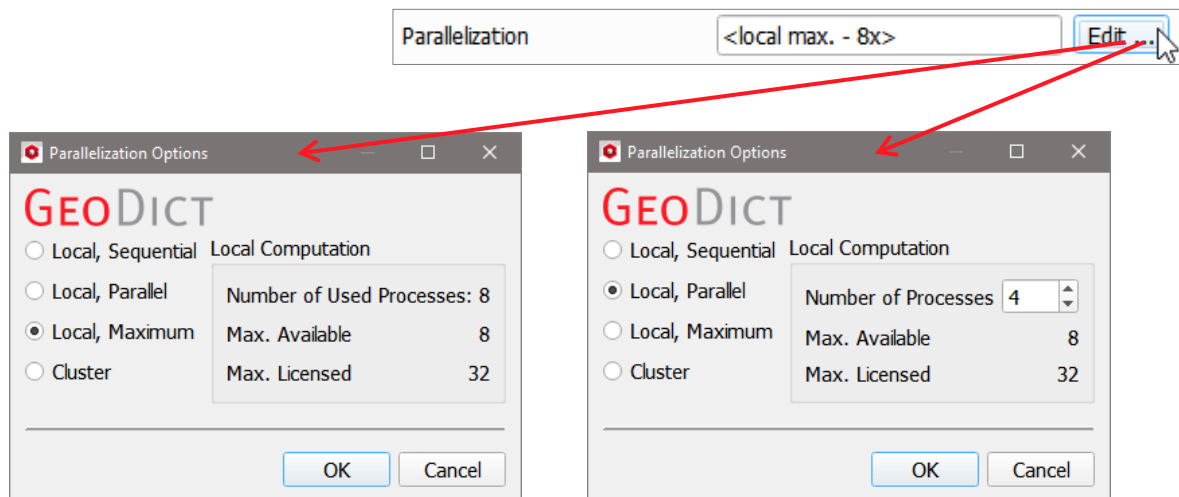 Parallelization <local max. - 8x> Edit ...
Parallelization Options
GEODICT
Local, Sequential Local Computation
Local, Parallel Number of Used Processes: 8
Local, Maximum Max. Available 8
Cluster Max. Licensed 32
OK Cancel
Parallelization Options
GEODICT
Local, Sequential Local Computation
Local, Parallel Number of Processes 4
Local, Maximum Max. Available 8
Cluster Max. Licensed 32
OK Cancel